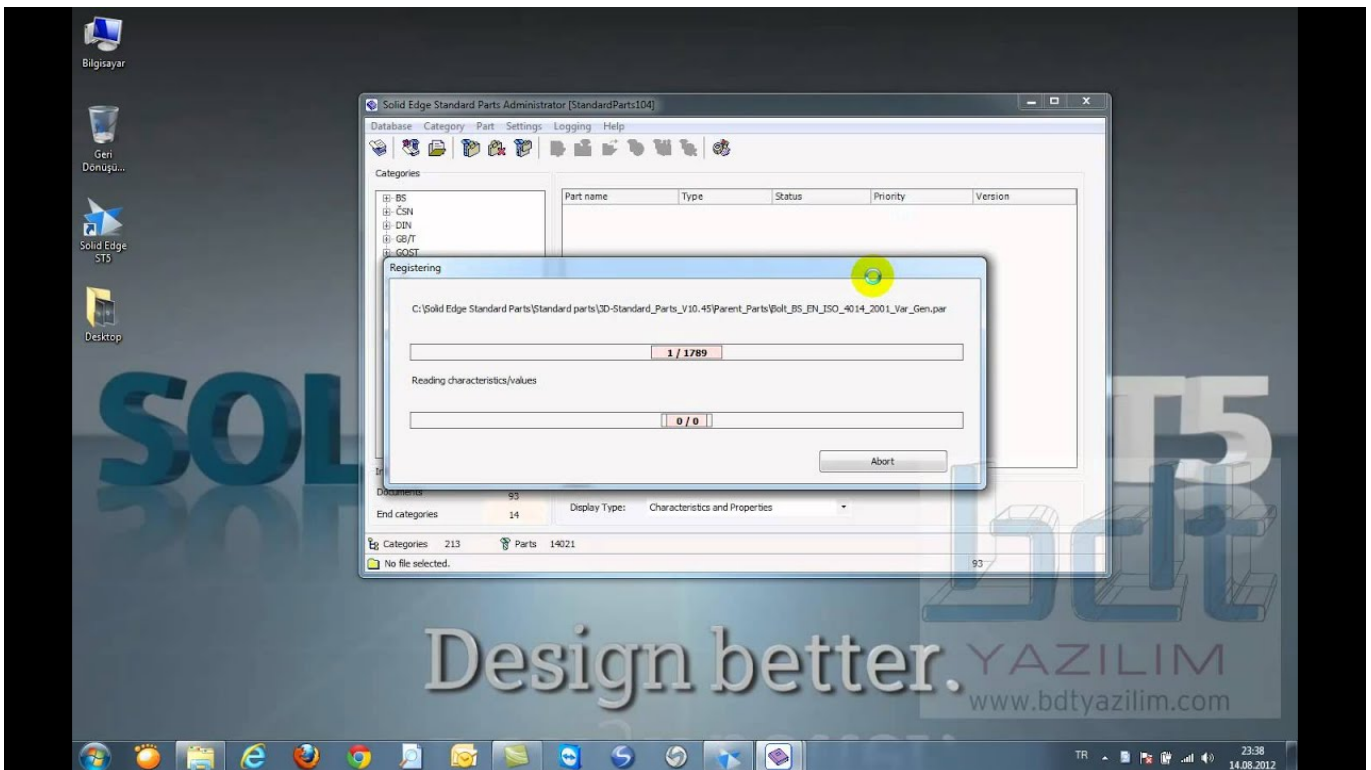 Bilgisayar
Geri
Dönüşü...
Solid Edge
ST5
Desktop
Solid Edge Standard Parts Administrator [StandardParts104]
Database Category Part Settings Logging Help
Categories
BS
ČSN
DIN
GB/T
GOST
Part name Type Status Priority Version
Registering
C:\Solid Edge Standard Parts\Standard parts\3D-Standard_Parts_V10.45\Parent_Parts\Bolt_BS_EN_ISO_4014_2001_Var_Gen.par
1 / 1789
Reading characteristics/values
0 / 0
Abort
Documents 93
End categories 14
Display Type: Characteristics and Properties
Categories 213 Parts 14021
No file selected. 93
SOL T5
Design better.
bdt
YAZILIM
www.bdtyazilim.com
TR
23:38
14.08.2012